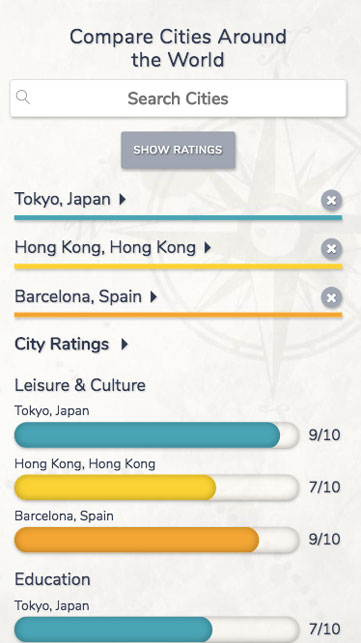 Compare Cities Around
the World
Search Cities
SHOW RATINGS
Tokyo, Japan
Hong Kong, Hong Kong
Barcelona, Spain
City Ratings
Leisure & Culture
Tokyo, Japan
9/10
Hong Kong, Hong Kong
7/10
Barcelona, Spain
9/10
Education
Tokyo, Japan
7/10